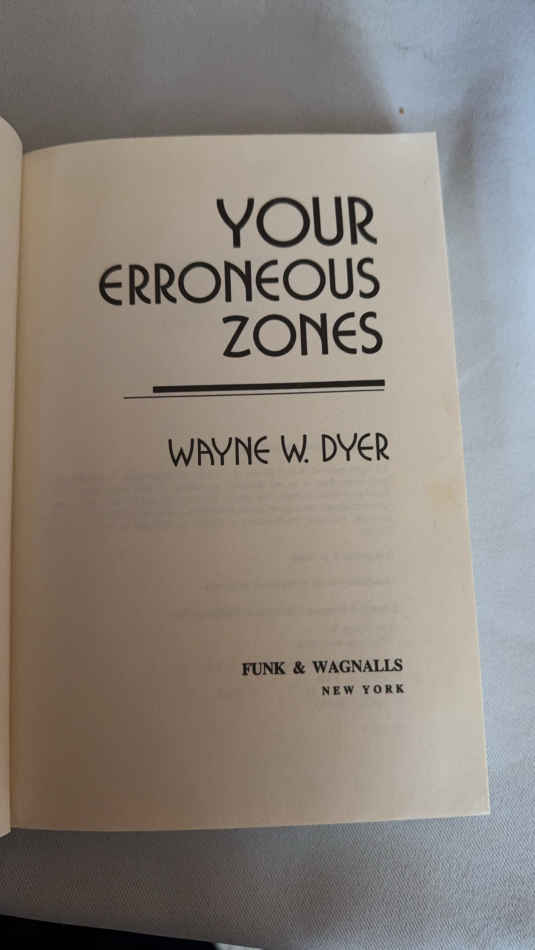 YOUR
ERRONEOUS
ZONES
WAYNE W. DYER
FUNK & WAGNALLS
NEW YORK